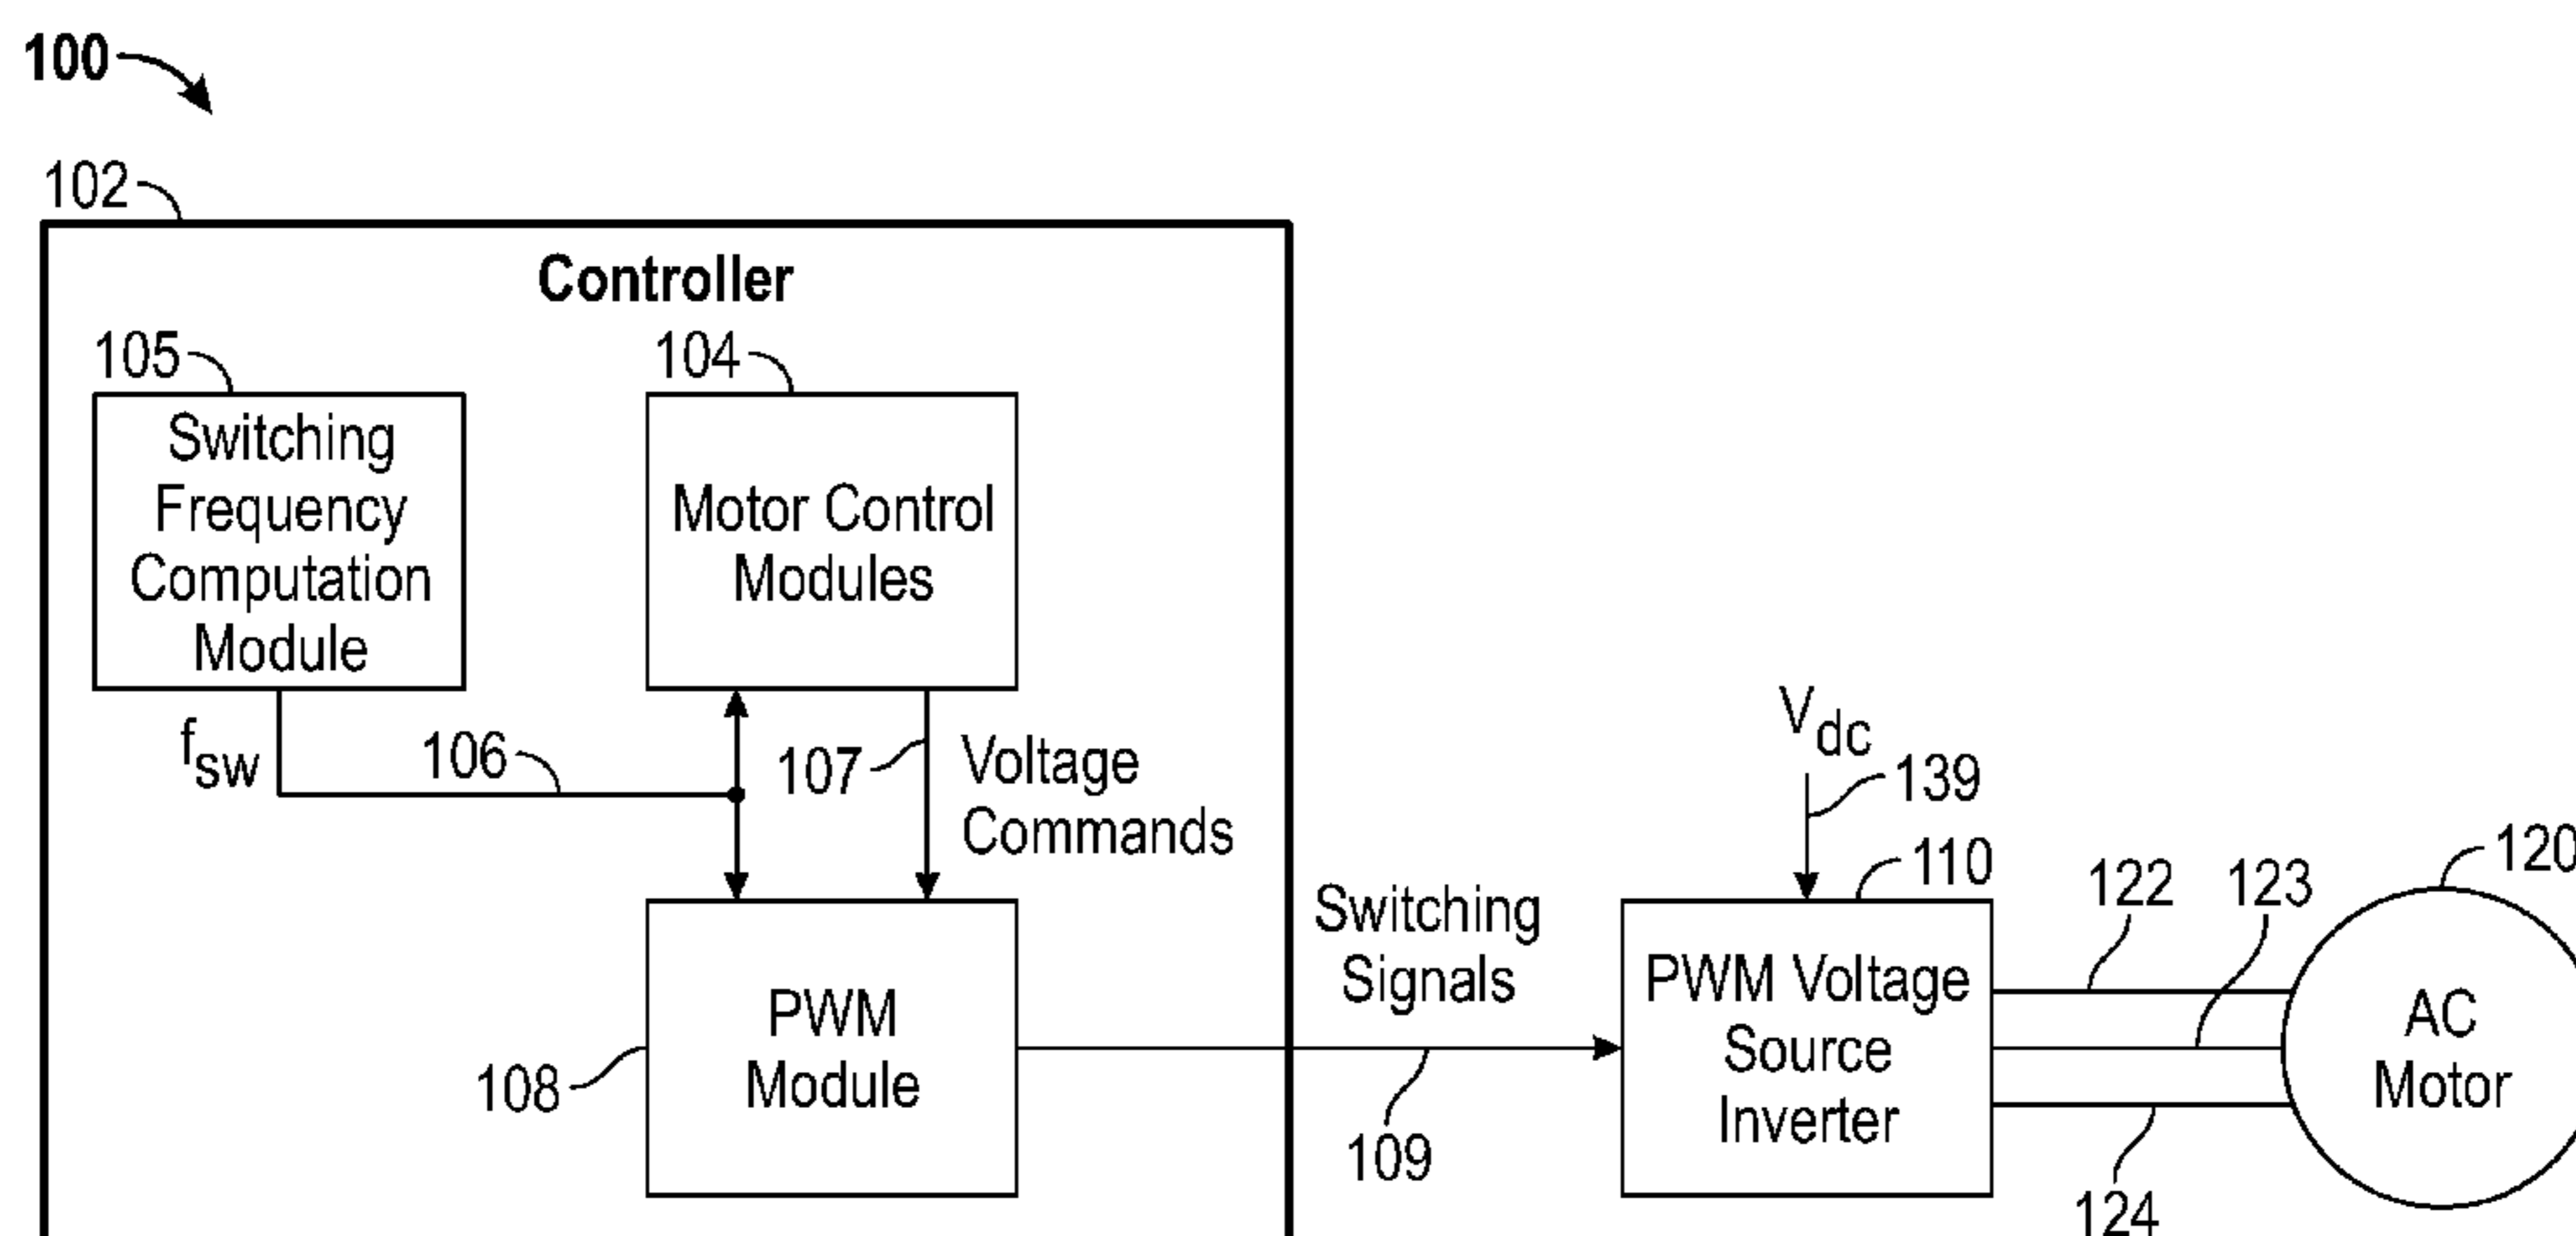 100
102
Controller
105
104
Switching
Frequency
Computation
Module
Motor Control
Modules
fsw
106
107
Voltage
Commands
Vdc
139
110
120
122
123
Switching
Signals
108
PWM
Module
109
PWM Voltage
Source
Inverter
AC
Motor
124